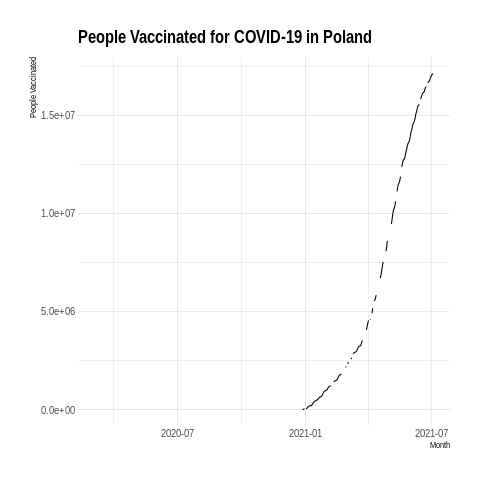 People Vaccinated for COVID-19 in Poland
People Vaccinated
1.5e+07
1.0e+07
5.0e+06
0.0e+00
2020-07
2021-01
2021-07
Month